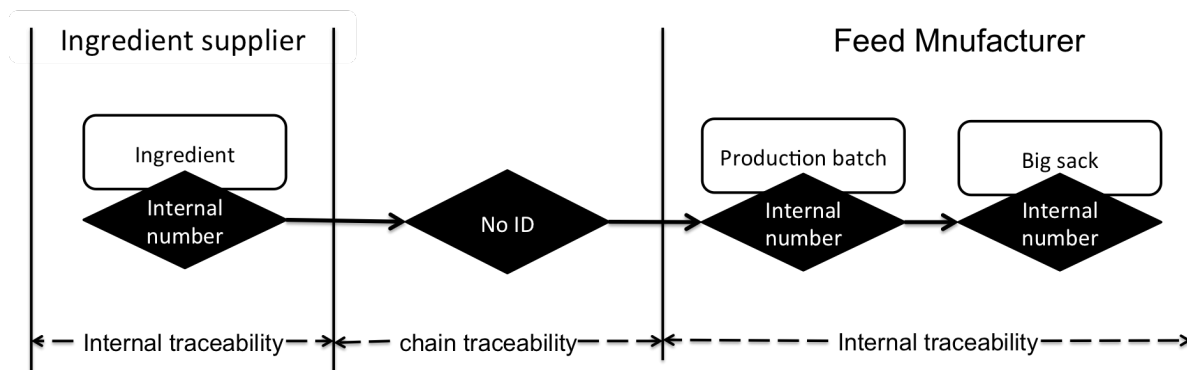 Ingredient supplier
Feed Mnufacturer
Ingredient
Internal
number
No ID
Production batch
Internal
number
Big sack
Internal
number
Internal traceability
chain traceability
Internal traceability